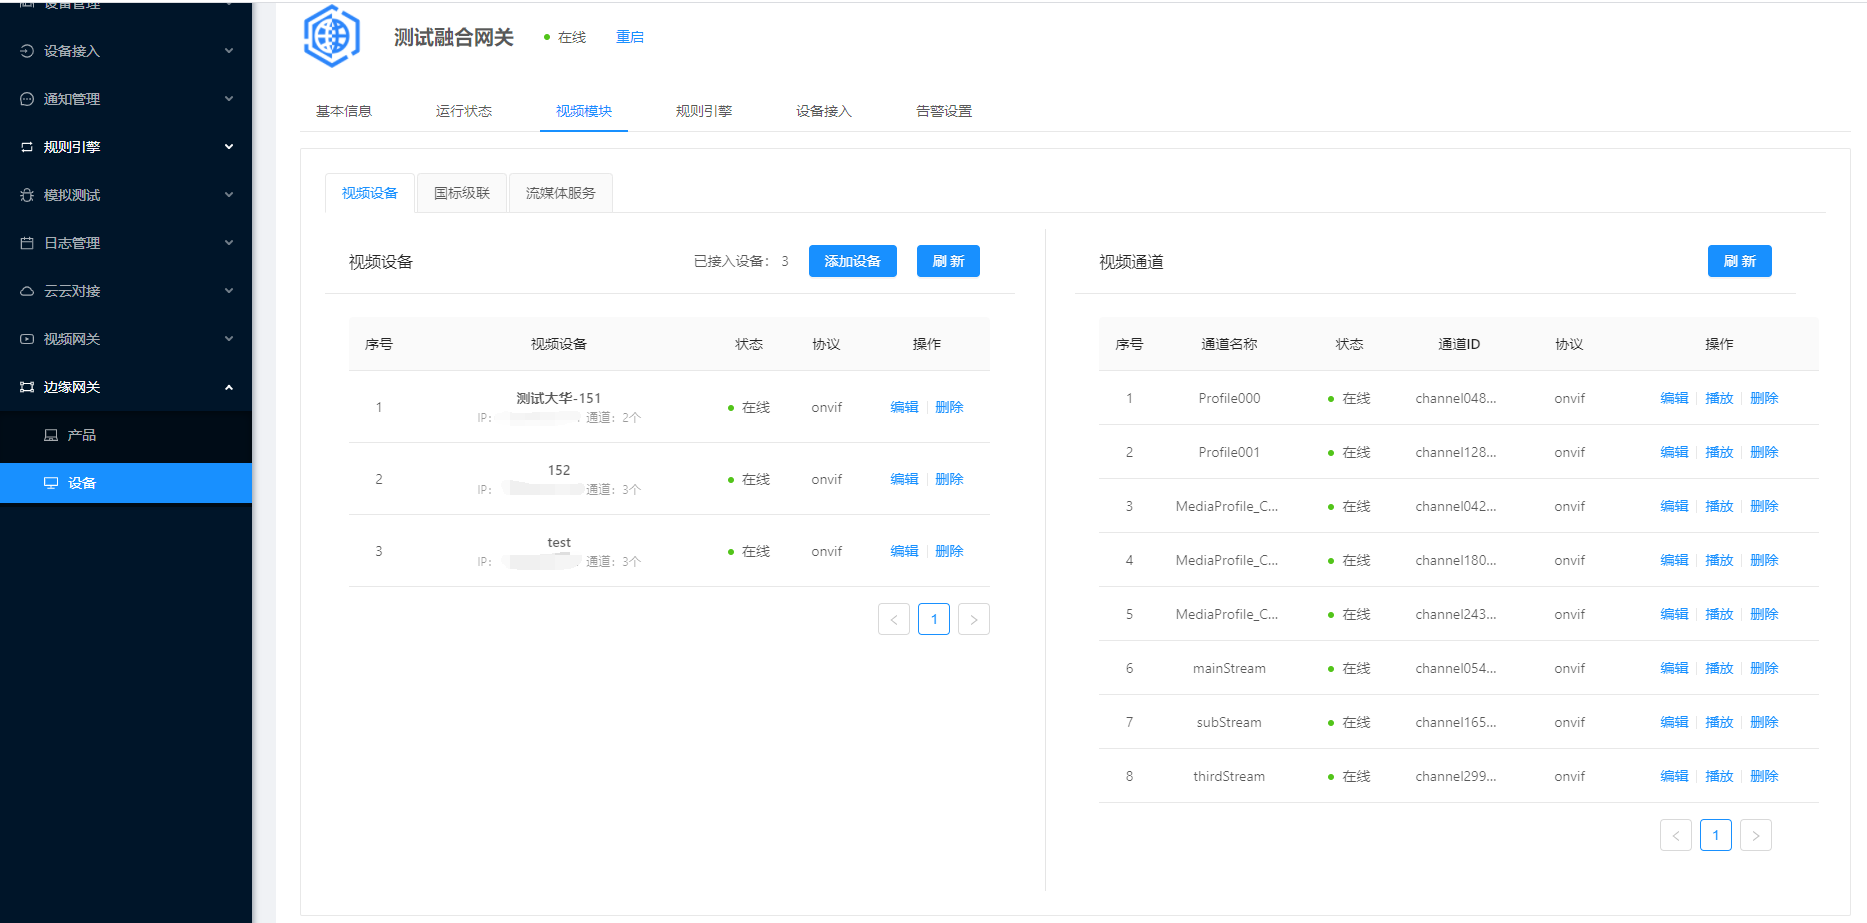 设备管理
设备接入
通知管理
规则引擎
模拟测试
日志管理
云云对接
视频网关
边缘网关
产品
设备
测试融合网关 在线 重启
基本信息 运行状态 视频模块 规则引擎 设备接入 告警设置
视频设备 国标级联 流媒体服务
视频设备 已接入设备： 3 添加设备 刷 新
序号 视频设备 状态 协议 操作
1 测试大华-151 在线 onvif 编辑 删除
IP： 通道：2个
2 152 在线 onvif 编辑 删除
IP： 通道：3个
3 test 在线 onvif 编辑 删除
IP： 通道：3个
< 1 >
视频通道 刷 新
序号 通道名称 状态 通道ID 协议 操作
1 Profile000 在线 channel048... onvif 编辑 播放 删除
2 Profile001 在线 channel128... onvif 编辑 播放 删除
3 MediaProfile_C... 在线 channel042... onvif 编辑 播放 删除
4 MediaProfile_C... 在线 channel180... onvif 编辑 播放 删除
5 MediaProfile_C... 在线 channel243... onvif 编辑 播放 删除
6 mainStream 在线 channel054... onvif 编辑 播放 删除
7 subStream 在线 channel165... onvif 编辑 播放 删除
8 thirdStream 在线 channel299... onvif 编辑 播放 删除
< 1 >